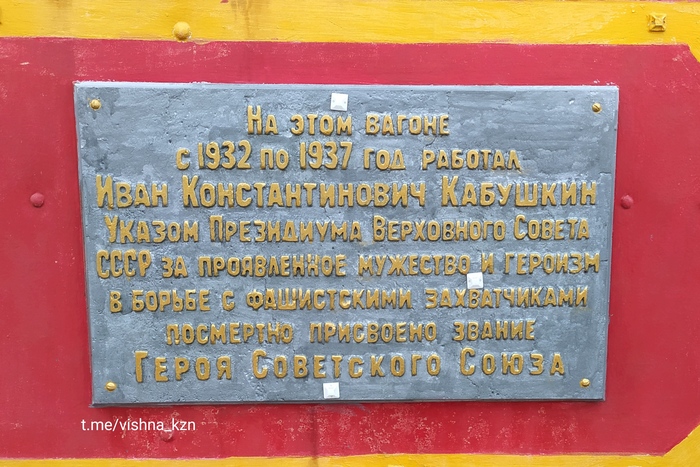 На этом вагоне
с 1932 по 1937 год работал
Иван Константинович Кабушкин
Указом Президиума Верховного Совета
СССР за проявленное мужество и героизм
в борьбе с фашистскими захватчиками
посмертно присвоено звание
Героя Советского Союза
t.me/vishna_kzn